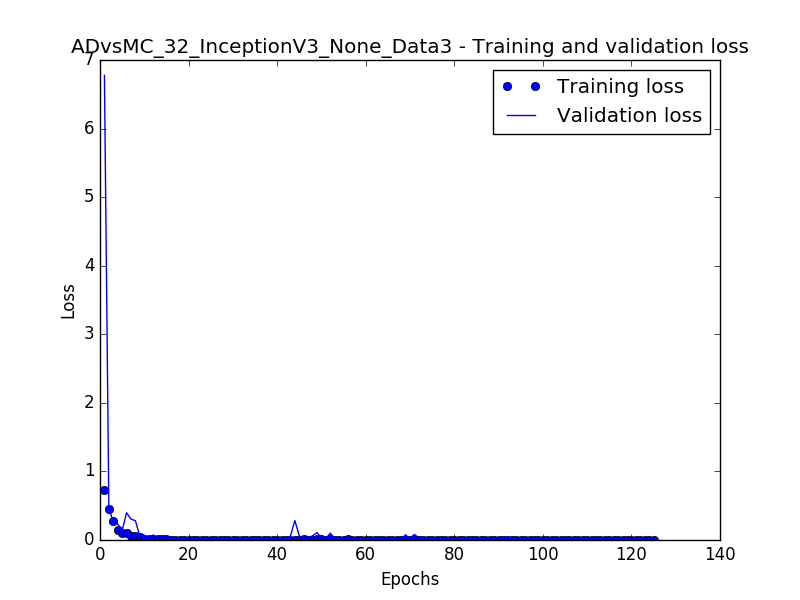 ADvsMC_32_InceptionV3_None_Data3 - Training and validation loss
Training loss
Validation loss
7
6
5
4
3
2
1
0
Loss
0 20 40 60 80 100 120 140
Epochs